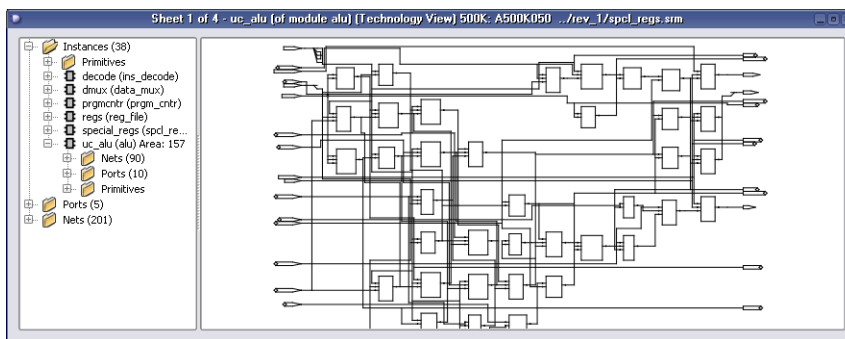 Sheet 1 of 4 - uc_alu (of module alu) (Technology View) 500K: A500K050 ../rev_1/spcl_regs.srm
Instances (38)
Primitives
decode (ins_decode)
dmux (data_mux)
prgmcntr (prgm_cntr)
regs (reg_file)
special_regs (spcl_re...
uc_alu (alu) Area: 157
Nets (90)
Ports (10)
Primitives
Ports (5)
Nets (201)